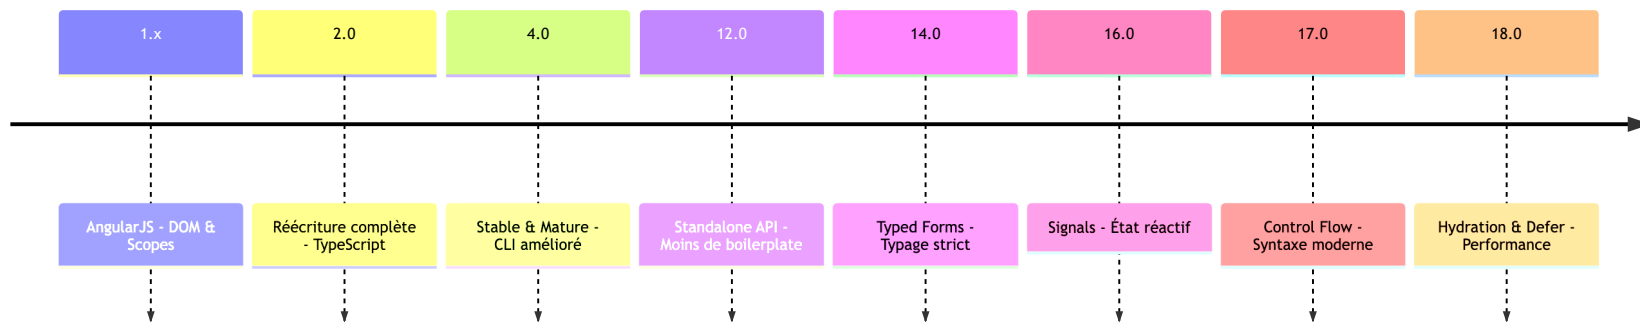 1.x
2.0
4.0
12.0
14.0
16.0
17.0
18.0
AngularJS - DOM &
Scopes
Réécriture complète
- TypeScript
Stable & Mature -
CLI amélioré
Standalone API -
Moins de boilerplate
Typed Forms -
Typage strict
Signals - État réactif
Control Flow -
Syntaxe moderne
Hydration & Defer -
Performance